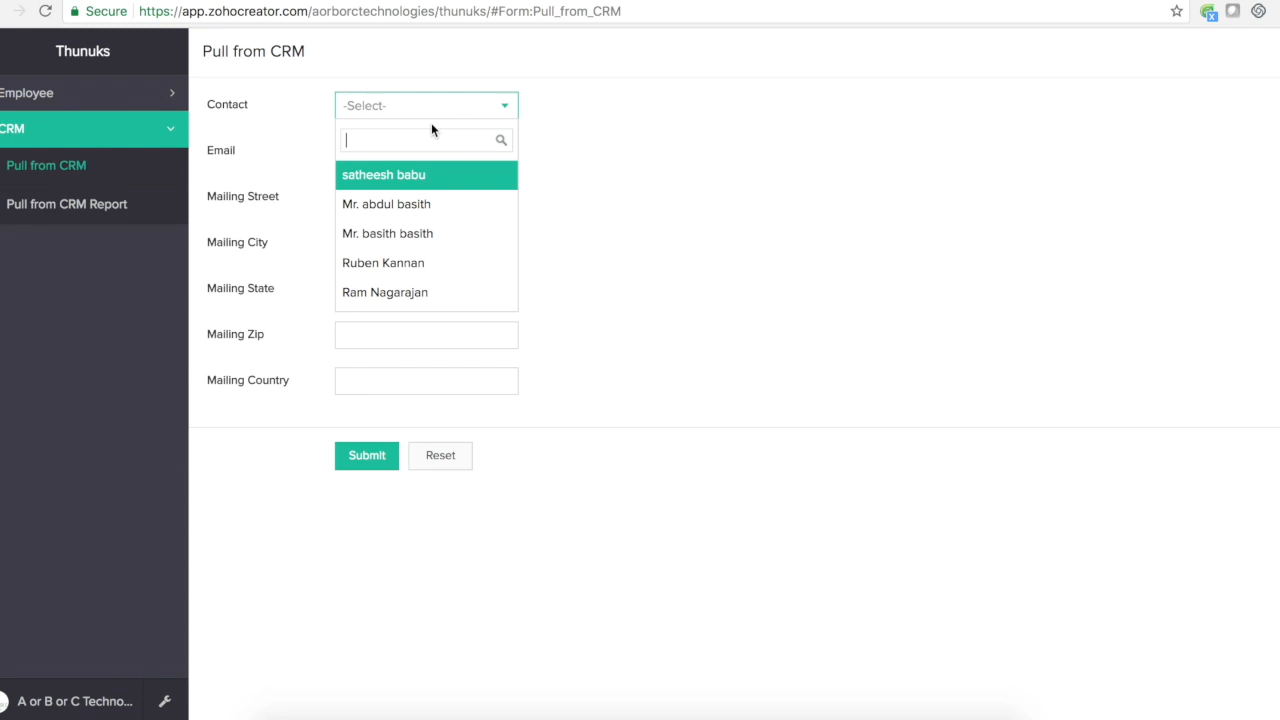 Secure https://app.zohocreator.com/aorborctechnologies/thunuks/#Form:Pull_from_CRM
Thunuks
Employee
CRM
Pull from CRM
Pull from CRM Report
A or B or C Techno...
Pull from CRM
Contact
-Select-
satheesh babu
Mr. abdul basith
Mr. basith basith
Ruben Kannan
Ram Nagarajan
Email
Mailing Street
Mailing City
Mailing State
Mailing Zip
Mailing Country
Submit Reset